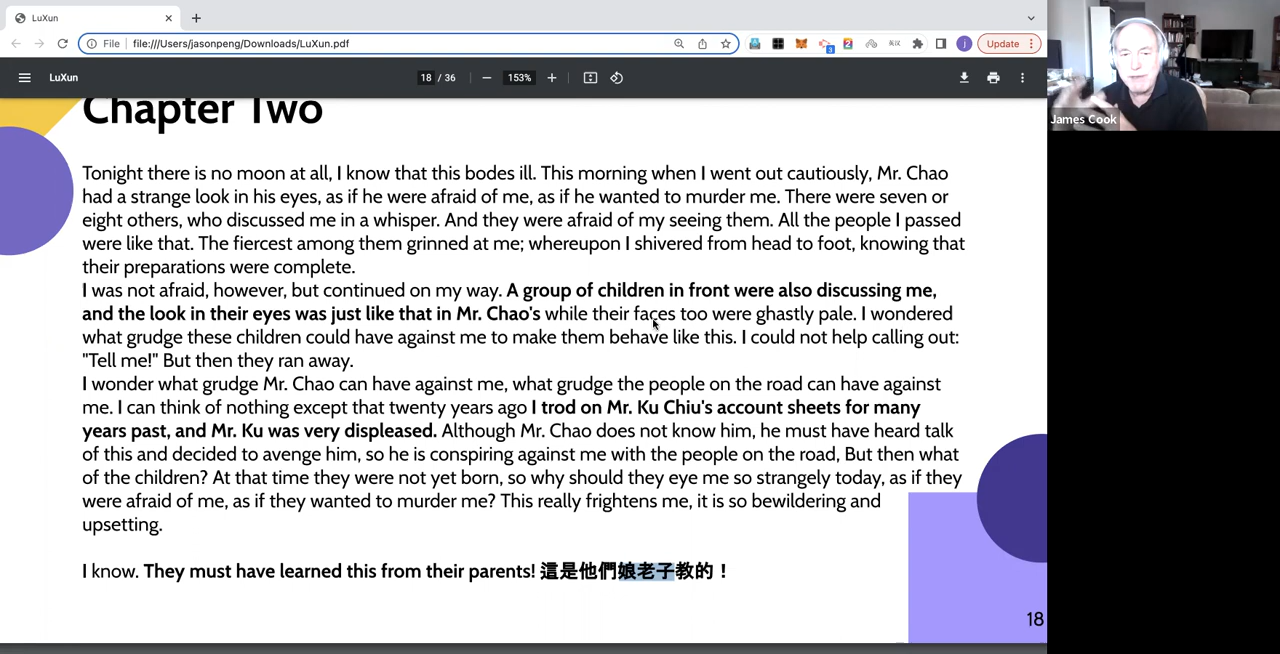 LuXun
File
file:///Users/jasonpeng/Downloads/LuXun.pdf
3
2
j
Update
LuXun
18 / 36
153%
James Cook
Chapter Two
Tonight there is no moon at all, I know that this bodes ill. This morning when I went out cautiously, Mr. Chao
had a strange look in his eyes, as if he were afraid of me, as if he wanted to murder me. There were seven or
eight others, who discussed me in a whisper. And they were afraid of my seeing them. All the people I passed
were like that. The fiercest among them grinned at me; whereupon I shivered from head to foot, knowing that
their preparations were complete.
I was not afraid, however, but continued on my way. A group of children in front were also discussing me,
and the look in their eyes was just like that in Mr. Chao's while their faces too were ghastly pale. I wondered
what grudge these children could have against me to make them behave like this. I could not help calling out:
"Tell me!" But then they ran away.
I wonder what grudge Mr. Chao can have against me, what grudge the people on the road can have against
me. I can think of nothing except that twenty years ago I trod on Mr. Ku Chiu's account sheets for many
years past, and Mr. Ku was very displeased. Although Mr. Chao does not know him, he must have heard talk
of this and decided to avenge him, so he is conspiring against me with the people on the road, But then what
of the children? At that time they were not yet born, so why should they eye me so strangely today, as if they
were afraid of me, as if they wanted to murder me? This really frightens me, it is so bewildering and
upsetting.
I know. They must have learned this from their parents! 這是他們娘老子教的！
18